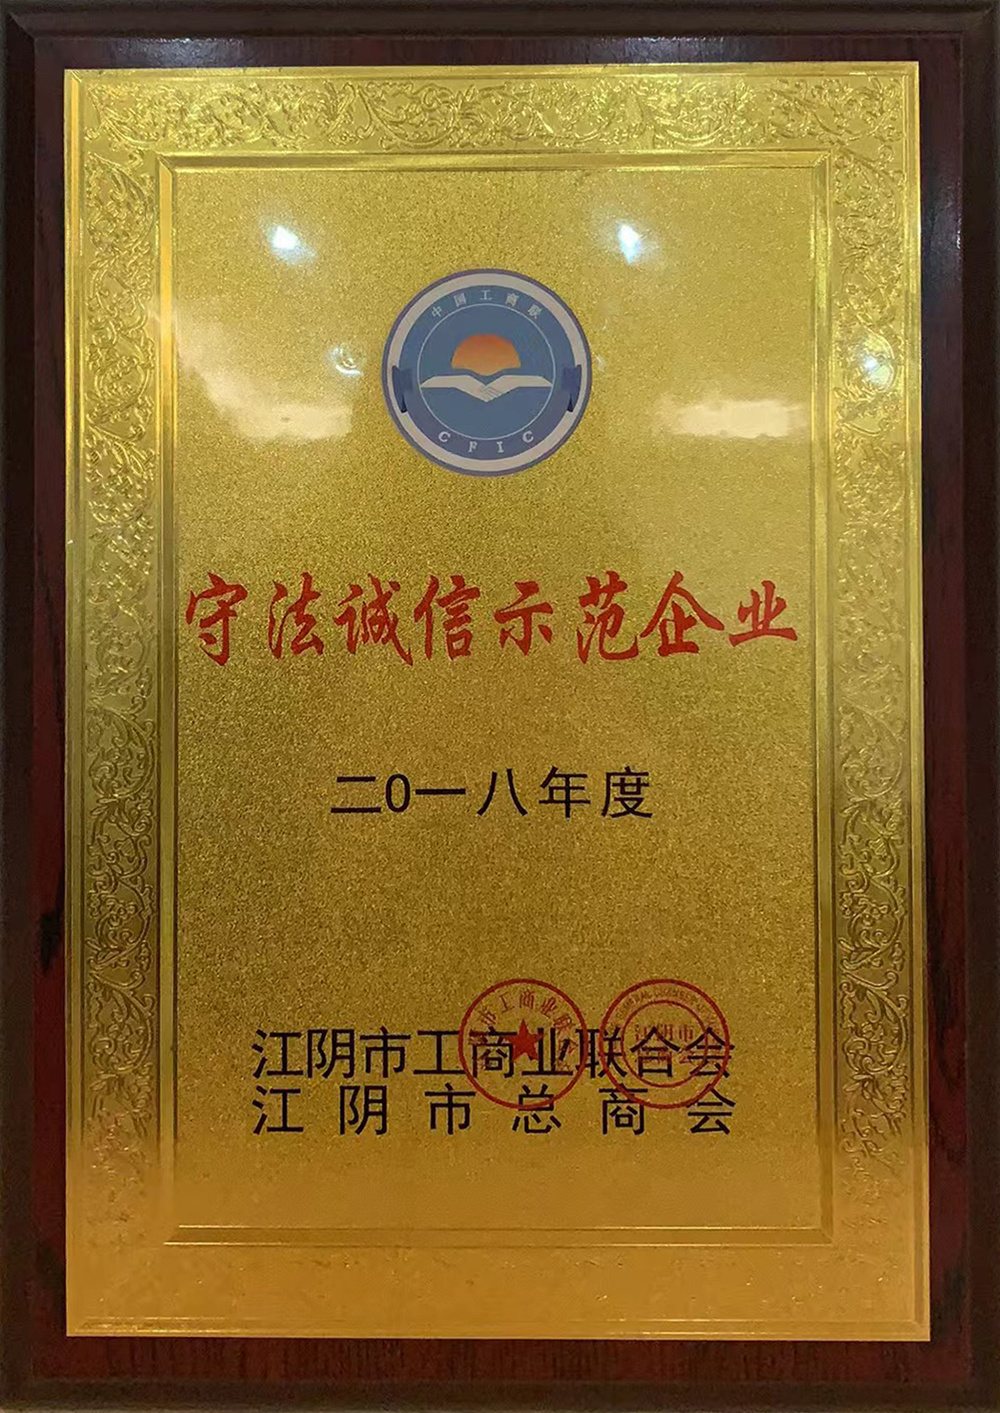 中国工商联
CFIC
守法诚信示范企业
二0一八年度
江阴市工商业联合会
江阴市总商会